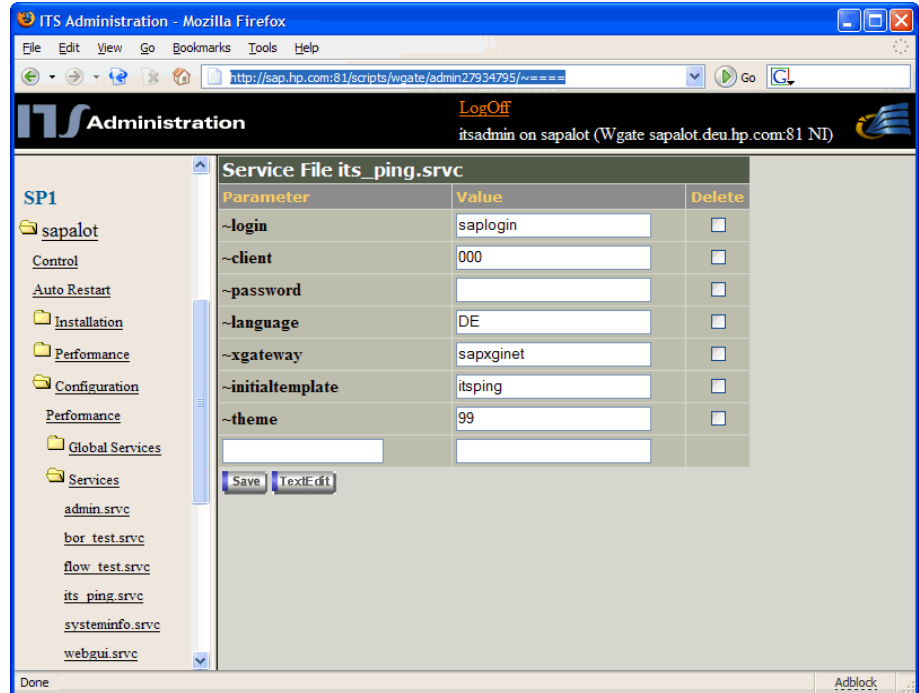 ITS Administration - Mozilla Firefox
File Edit View Go Bookmarks Tools Help
http://sap.hp.com:81/scripts/wgate/admin27934795/~==== Go G
ITS Administration
LogOff
itsadmin on sapalot (Wgate sapalot.deu.hp.com:81 NI)
SP1
sapalot
Control
Auto Restart
Installation
Performance
Configuration
Performance
Global Services
Services
admin.srvc
bor_test.srvc
flow_test.srvc
its_ping.srvc
systeminfo.srvc
webgui.srvc
Service File its_ping.srvc
Parameter Value Delete
~login saplogin
~client 000
~password
~language DE
~xgateway sapxginet
~initialtemplate itsping
~theme 99
Save TextEdit
Done Adblock